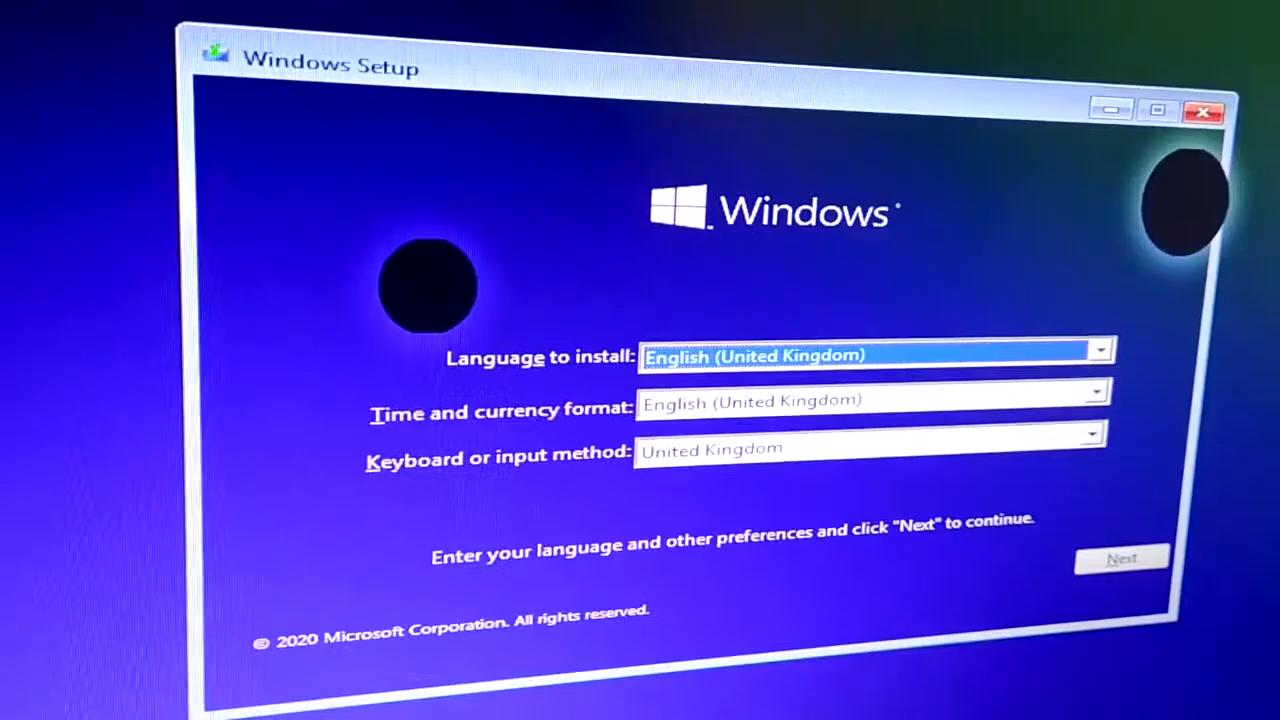 Windows Setup
Windows
Language to install: English (United Kingdom)
Time and currency format: English (United Kingdom)
Keyboard or input method: United Kingdom
Enter your language and other preferences and click "Next" to continue.
Next
© 2020 Microsoft Corporation. All rights reserved.